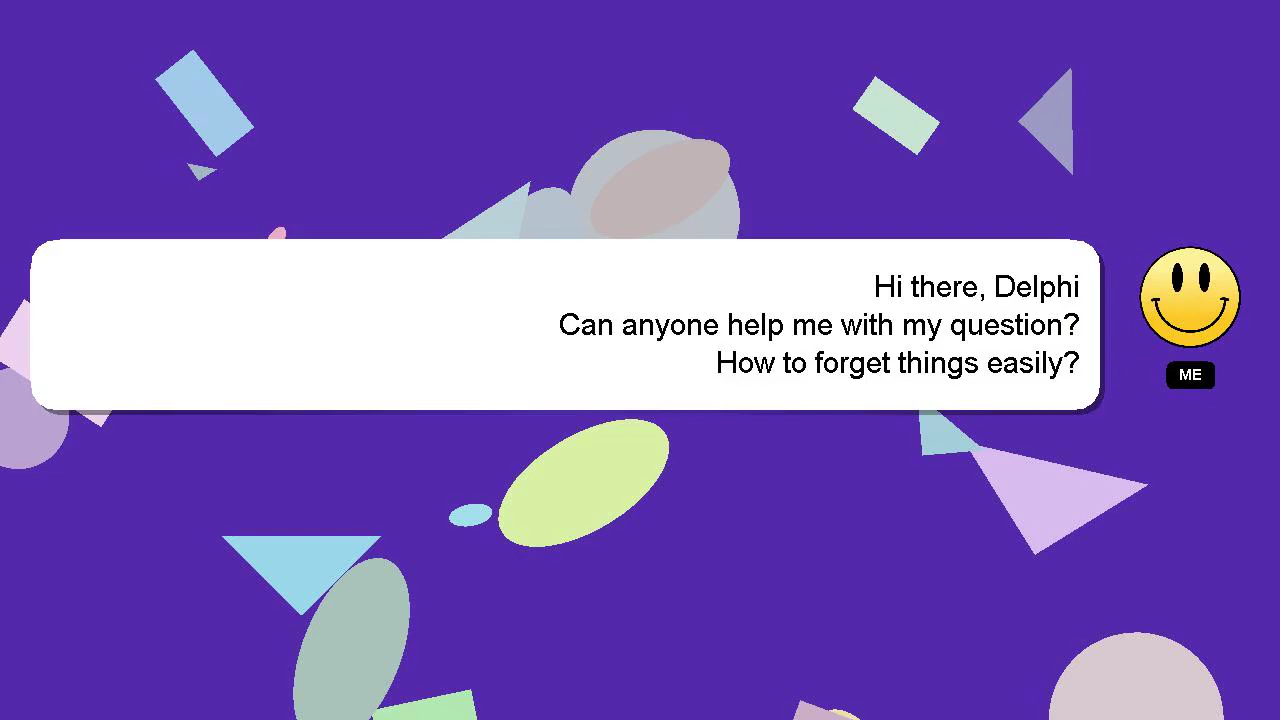 Hi there, Delphi
Can anyone help me with my question?
How to forget things easily?
ME